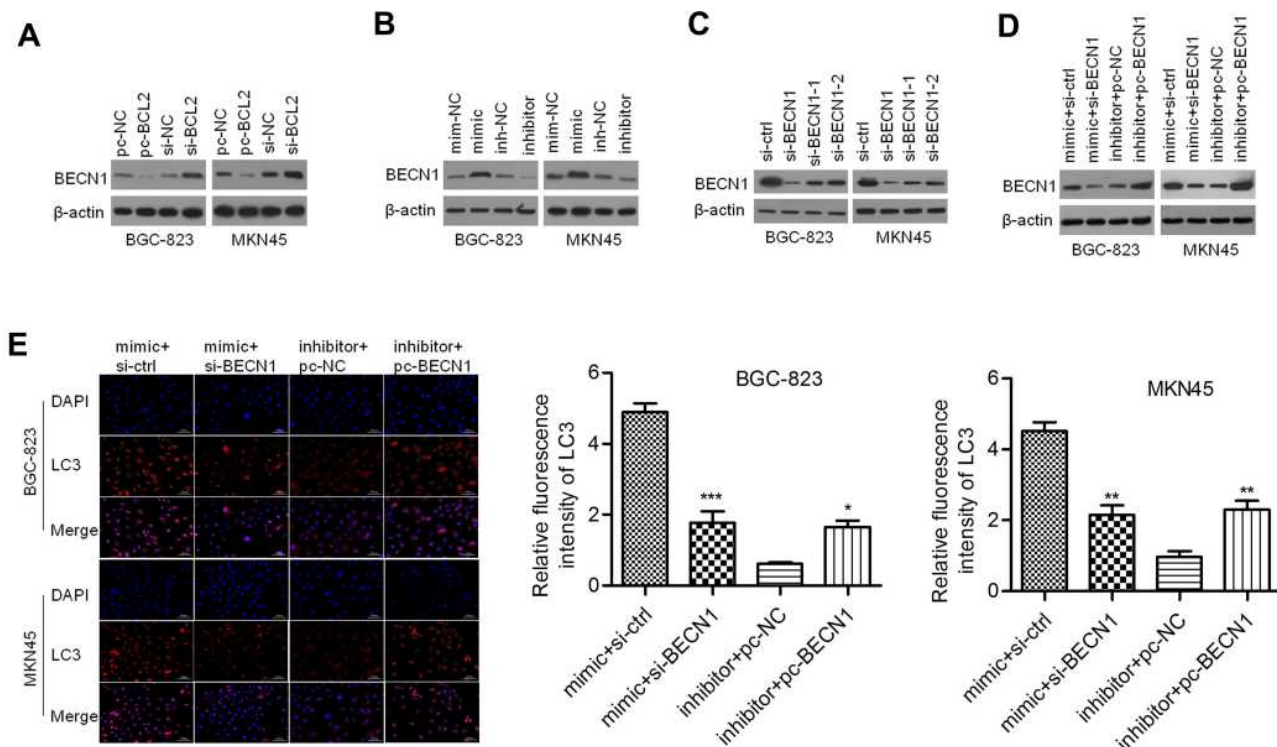 A
pc-NC
pc-BCL2
si-NC
si-BCL2
pc-NC
pc-BCL2
si-NC
si-BCL2
BECN1
β-actin
BGC-823
MKN45
B
mim-NC
mimic
inh-NC
inhibitor
mim-NC
mimic
inh-NC
inhibitor
BECN1
β-actin
BGC-823
MKN45
C
si-ctrl
si-BECN1
si-BECN1-1
si-BECN1-2
si-ctrl
si-BECN1
si-BECN1-1
si-BECN1-2
BECN1
β-actin
BGC-823
MKN45
D
mimic+si-ctrl
mimic+si-BECN1
inhibitor+pc-NC
inhibitor+pc-BECN1
mimic+si-ctrl
mimic+si-BECN1
inhibitor+pc-NC
inhibitor+pc-BECN1
BECN1
β-actin
BGC-823
MKN45
E
mimic+
si-ctrl
mimic+
si-BECN1
inhibitor+
pc-NC
inhibitor+
pc-BECN1
BGC-823
DAPI
LC3
Merge
MKN45
DAPI
LC3
Merge
BGC-823
Relative fluorescence
intensity of LC3
6
4
2
0
***
*
mimic+si-ctrl
mimic+si-BECN1
inhibitor+pc-NC
inhibitor+pc-BECN1
MKN45
Relative fluorescence
intensity of LC3
6
4
2
0
**
**
mimic+si-ctrl
mimic+si-BECN1
inhibitor+pc-NC
inhibitor+pc-BECN1